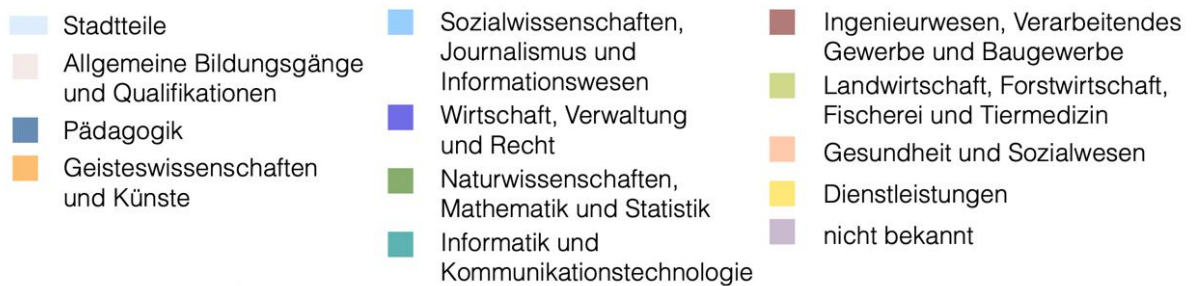 Stadtteile
Allgemeine Bildungsgänge
und Qualifikationen
Pädagogik
Geisteswissenschaften
und Künste
Sozialwissenschaften,
Journalismus und
Informationswesen
Wirtschaft, Verwaltung
und Recht
Naturwissenschaften,
Mathematik und Statistik
Informatik und
Kommunikationstechnologie
Ingenieurwesen, Verarbeitendes
Gewerbe und Baugewerbe
Landwirtschaft, Forstwirtschaft,
Fischerei und Tiermedizin
Gesundheit und Sozialwesen
Dienstleistungen
nicht bekannt